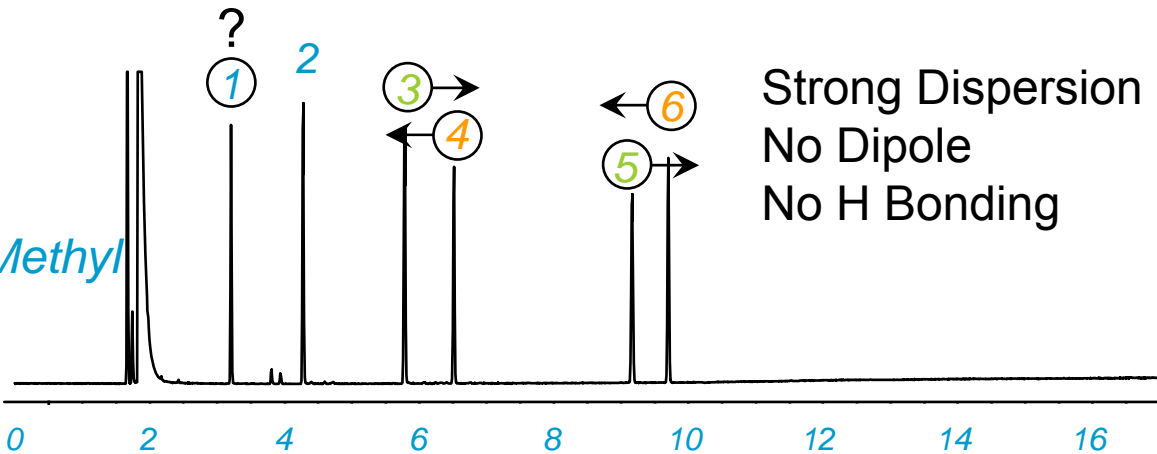 ?
1 2 3 4 6 5
Strong Dispersion
No Dipole
No H Bonding
Methyl
0 2 4 6 8 10 12 14 16